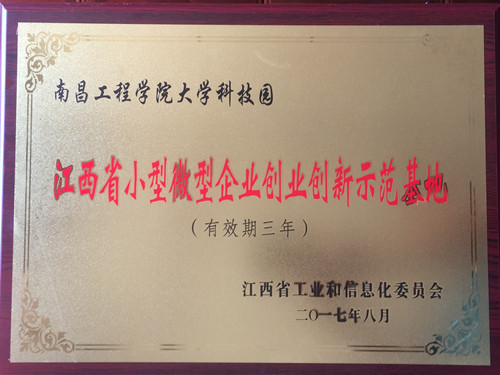 南昌工程学院大学科技园
江西省小型微型企业创业创新示范基地
（有效期三年）
江西省工业和信息化委员会
二〇一七年八月